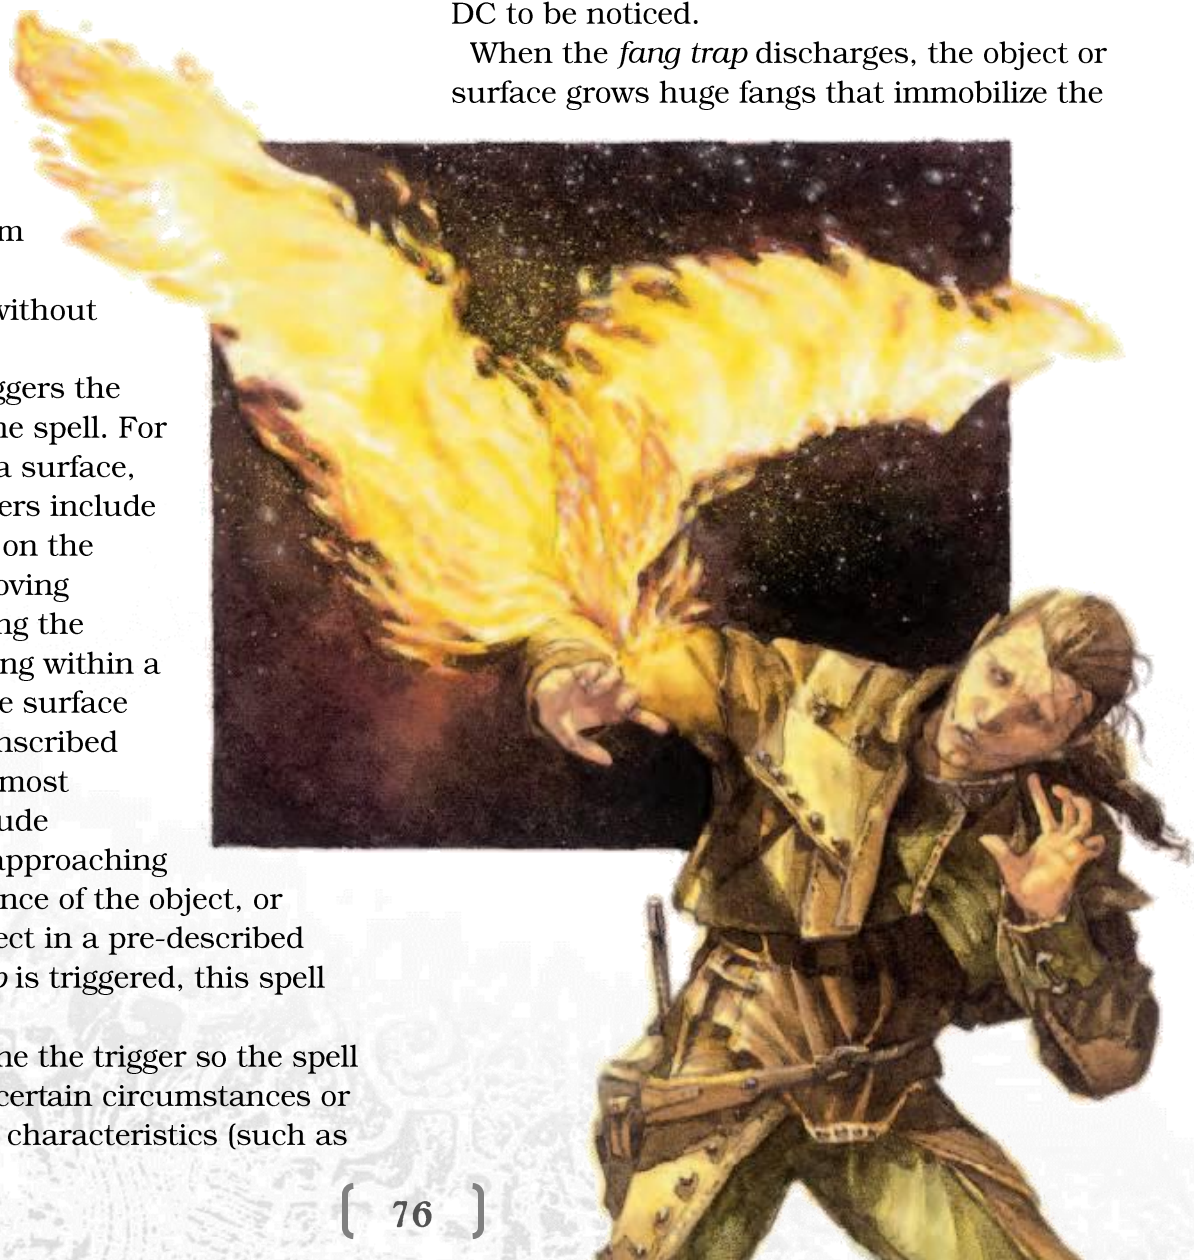 m
without
ggers the
ne spell. For
a surface,
ers include
on the
oving
ng the
ng within a
e surface
nscribed
most
ude
approaching
nce of the object, or
ect in a pre-described
p is triggered, this spell
ne the trigger so the spell
certain circumstances or
characteristics (such as
DC to be noticed.
When the fang trap discharges, the object or
surface grows huge fangs that immobilize the
[ 76 ]